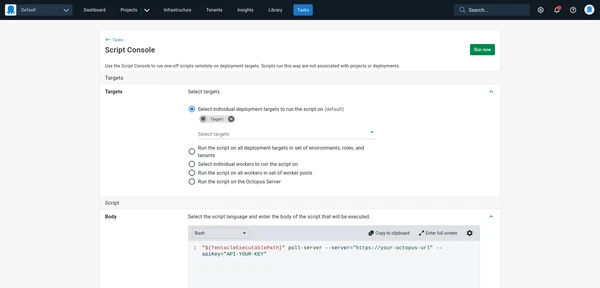 Default
Dashboard
Projects
Infrastructure
Tenants
Insights
Library
Tasks
Search...
← Tasks
Script Console
Run now
Use the Script Console to run one-off scripts remotely on deployment targets. Scripts run this way are not associated with projects or deployments.
Targets
Targets
Select targets
Select individual deployment targets to run the script on (default)
Target1
Select targets
Run the script on all deployment targets in set of environments, roles, and
tenants
Select individual workers to run the script on
Run the script on all workers in set of worker pools
Run the script on the Octopus Server
Script
Body
Select the script language and enter the body of the script that will be executed.
Bash
Copy to clipboard
Enter full screen
1 "$(TentacleExecutablePath)" poll-server --server="https://your-octopus-url" --
apiKey="API-YOUR-KEY"